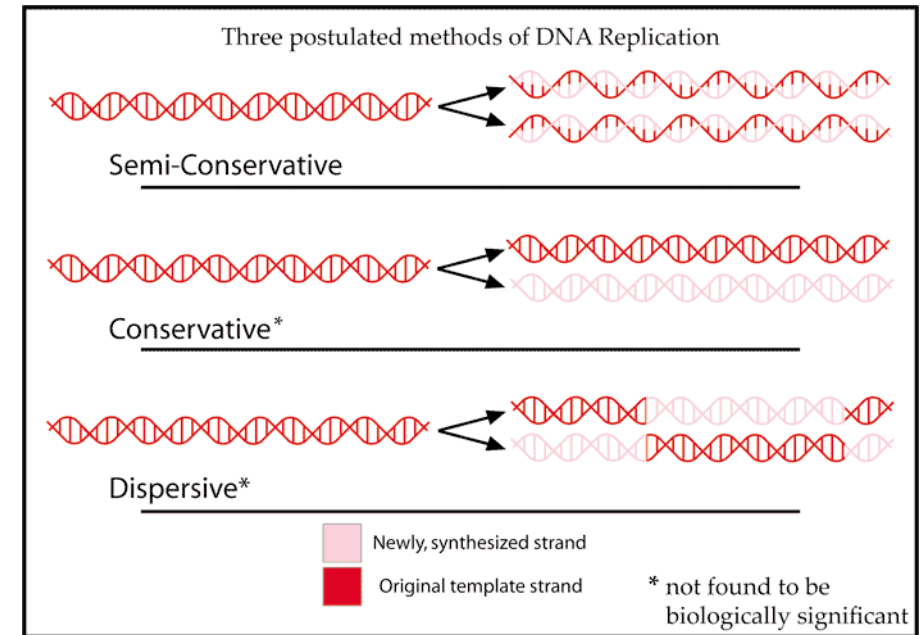 Three postulated methods of DNA Replication
Semi-Conservative
Conservative*
Dispersive*
Newly, synthesized strand
Original template strand
* not found to be
biologically significant